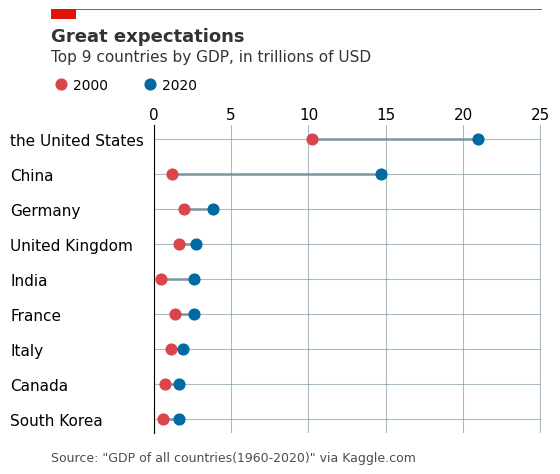 Great expectations
Top 9 countries by GDP, in trillions of USD
2000 2020
0 5 10 15 20 25
the United States
China
Germany
United Kingdom
India
France
Italy
Canada
South Korea
Source: "GDP of all countries(1960-2020)" via Kaggle.com